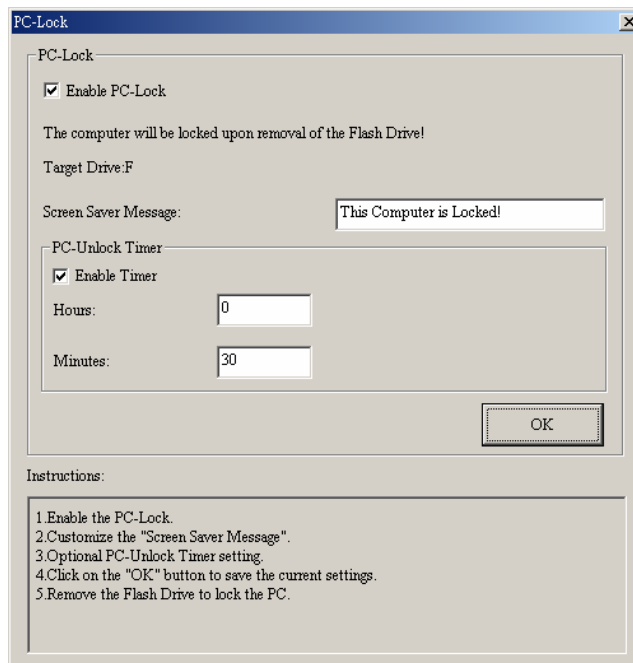 PC-Lock
PC-Lock
Enable PC-Lock
The computer will be locked upon removal of the Flash Drive!
Target Drive:F
Screen Saver Message: This Computer is Locked!
PC-Unlock Timer
Enable Timer
Hours: 0
Minutes: 30
OK
Instructions:
1.Enable the PC-Lock.
2.Customize the "Screen Saver Message".
3.Optional PC-Unlock Timer setting.
4.Click on the "OK" button to save the current settings.
5.Remove the Flash Drive to lock the PC.